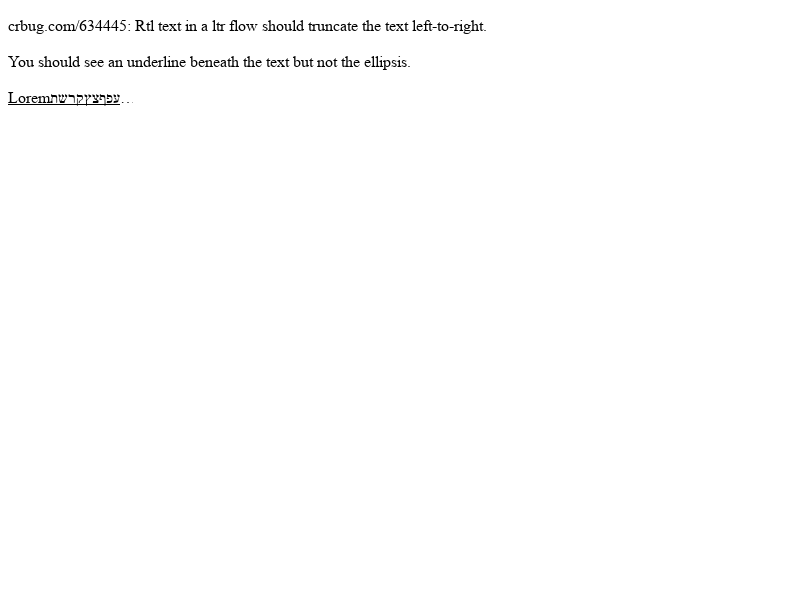 crbug.com/634445: Rtl text in a ltr flow should truncate the text left-to-right.
You should see an underline beneath the text but not the ellipsis.
Loremעפףצץקרשת…